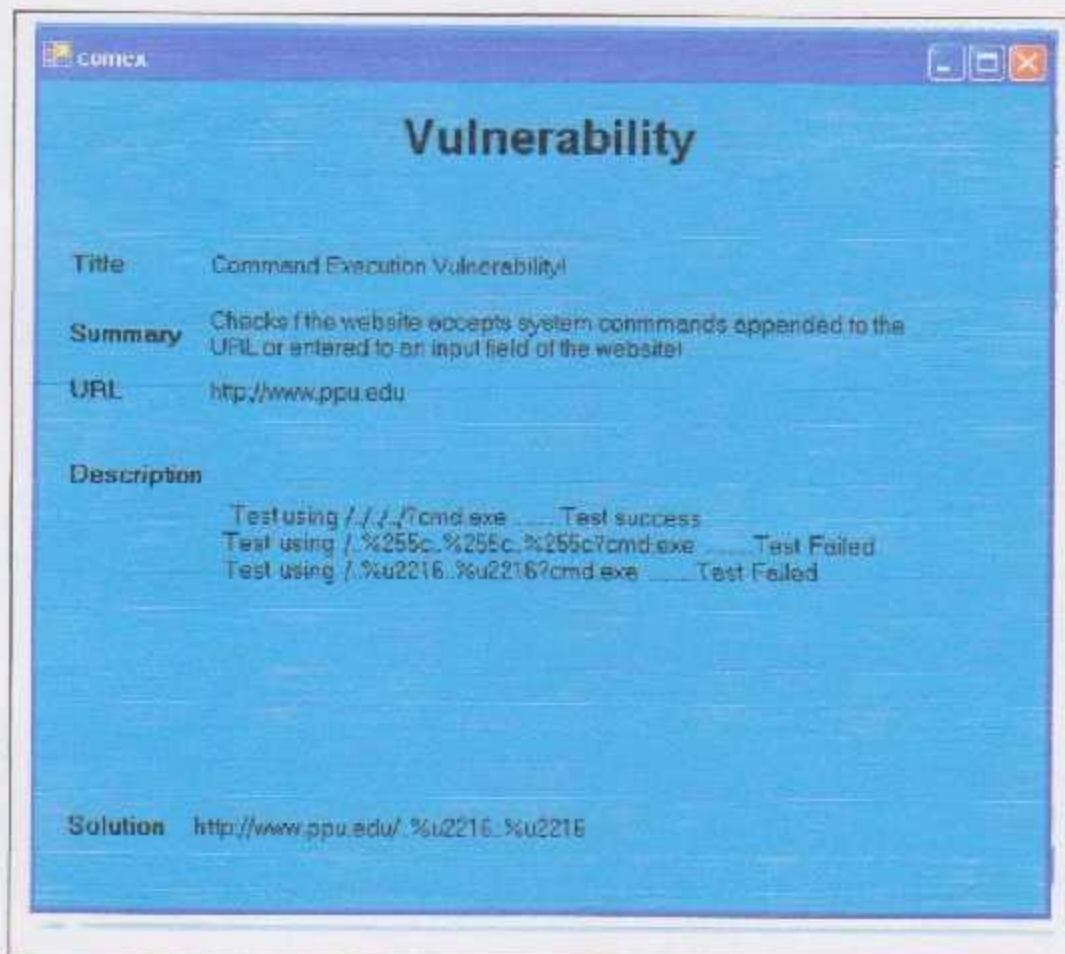 comex
Vulnerability
Title Command Execution Vulnerability!
Summary Checks f the website accepts system commmands appended to the
URL or entered to an input field of the website!
URL http://www.ppu.edu
Description
Test using /../../../?cmd.exe ........Test success
Test using /..%255c..%255c..%255c?cmd.exe .........Test Failed
Test using /..%u2216..%u2216?cmd.exe ........Test Failed
Solution http://www.ppu.edu/..%u2216..%u2216